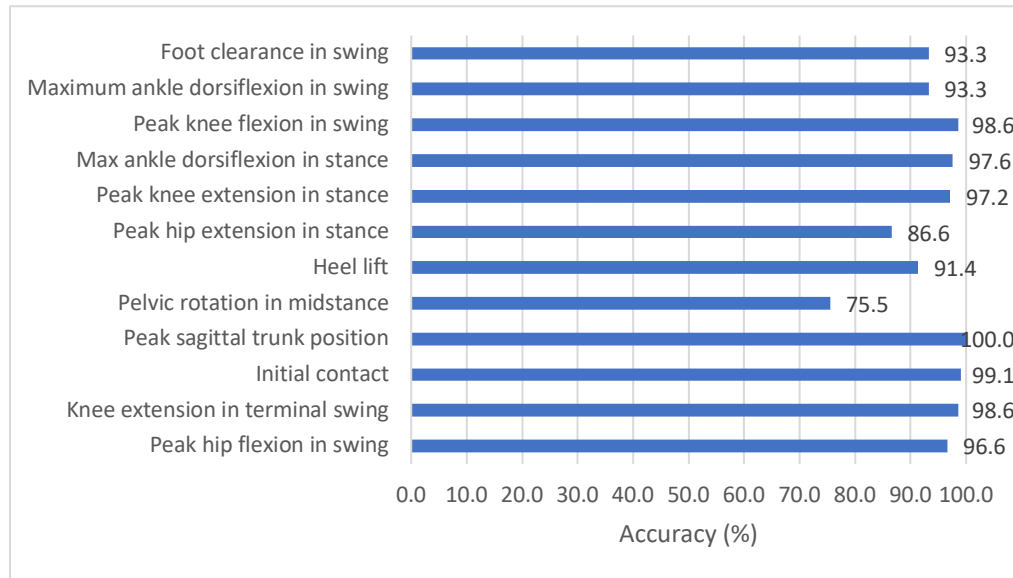 Foot clearance in swing 93.3
Maximum ankle dorsiflexion in swing 93.3
Peak knee flexion in swing 98.6
Max ankle dorsiflexion in stance 97.6
Peak knee extension in stance 97.2
Peak hip extension in stance 86.6
Heel lift 91.4
Pelvic rotation in midstance 75.5
Peak sagittal trunk position 100.0
Initial contact 99.1
Knee extension in terminal swing 98.6
Peak hip flexion in swing 96.6
0.0 10.0 20.0 30.0 40.0 50.0 60.0 70.0 80.0 90.0 100.0
Accuracy (%)